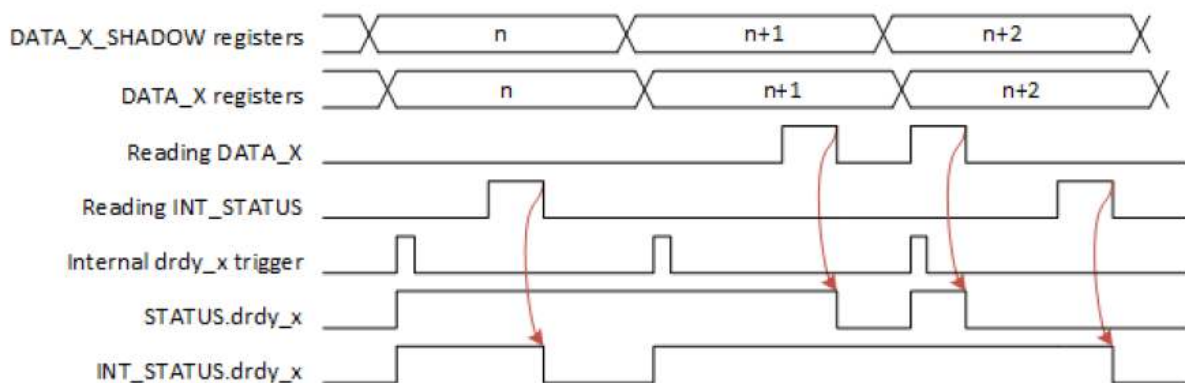 DATA_X_SHADOW registers n n+1 n+2
DATA_X registers n n+1 n+2
Reading DATA_X
Reading INT_STATUS
Internal drdy_x trigger
STATUS.drdy_x
INT_STATUS.drdy_x